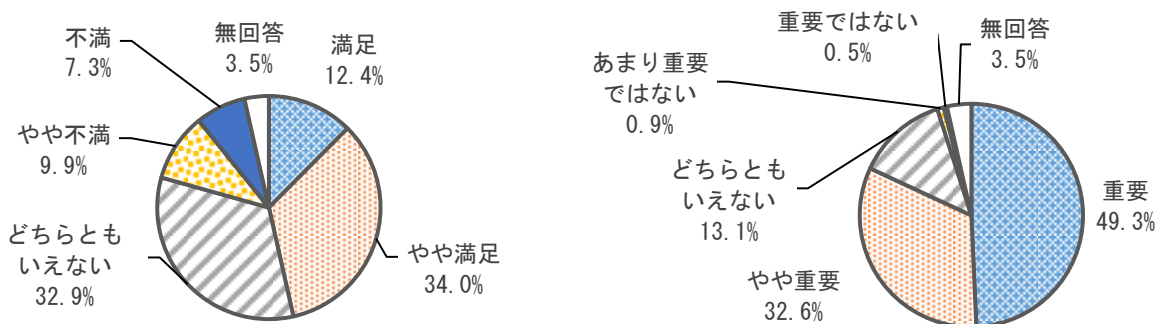 不満
7.3%
無回答
3.5%
満足
12.4%
やや不満
9.9%
どちらとも
いえない
32.9%
やや満足
34.0%
重要ではない
0.5%
無回答
3.5%
あまり重要
ではない
0.9%
どちらとも
いえない
13.1%
重要
49.3%
やや重要
32.6%